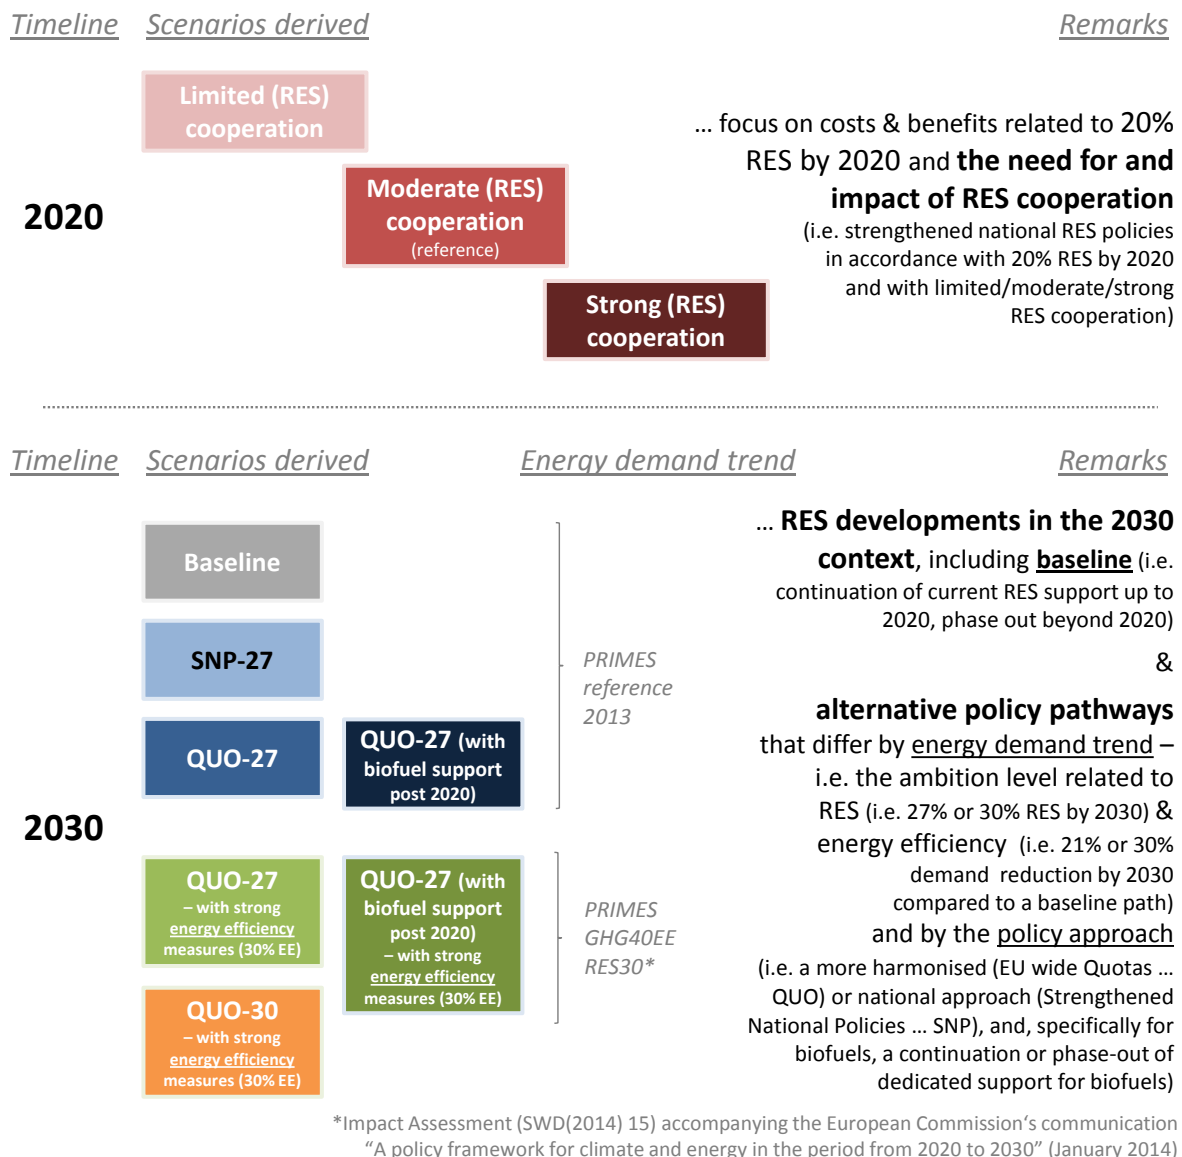 Timeline Scenarios derived Remarks
Limited (RES)
cooperation
Moderate (RES)
cooperation
(reference)
Strong (RES)
cooperation
2020
... focus on costs & benefits related to 20%
RES by 2020 and the need for and
impact of RES cooperation
(i.e. strengthened national RES policies
in accordance with 20% RES by 2020
and with limited/moderate/strong
RES cooperation)
Timeline Scenarios derived Energy demand trend Remarks
2030
Baseline
SNP-27
QUO-27
QUO-27 (with
biofuel support
post 2020)
PRIMES
reference
2013
QUO-27
– with strong
energy efficiency
measures (30% EE)
QUO-27 (with
biofuel support
post 2020)
– with strong
energy efficiency
measures (30% EE)
QUO-30
– with strong
energy efficiency
measures (30% EE)
PRIMES
GHG40EE
RES30*
... RES developments in the 2030
context, including baseline (i.e.
continuation of current RES support up to
2020, phase out beyond 2020)
&
alternative policy pathways
that differ by energy demand trend –
i.e. the ambition level related to
RES (i.e. 27% or 30% RES by 2030) &
energy efficiency (i.e. 21% or 30%
demand reduction by 2030
compared to a baseline path)
and by the policy approach
(i.e. a more harmonised (EU wide Quotas ...
QUO) or national approach (Strengthened
National Policies ... SNP), and, specifically for
biofuels, a continuation or phase-out of
dedicated support for biofuels)
*Impact Assessment (SWD(2014) 15) accompanying the European Commission‘s communication
“A policy framework for climate and energy in the period from 2020 to 2030” (January 2014)